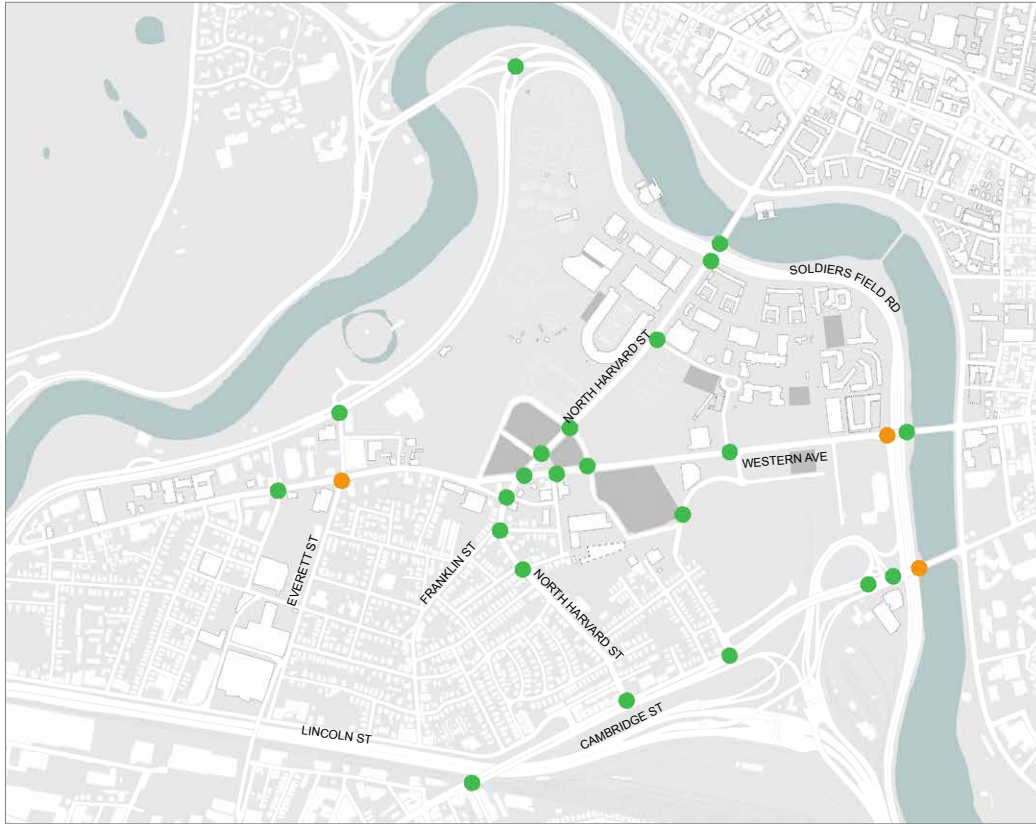 SOLDIERS FIELD RD
NORTH HARVARD ST
WESTERN AVE
EVERETT ST
FRANKLIN ST
NORTH HARVARD ST
LINCOLN ST
CAMBRIDGE ST